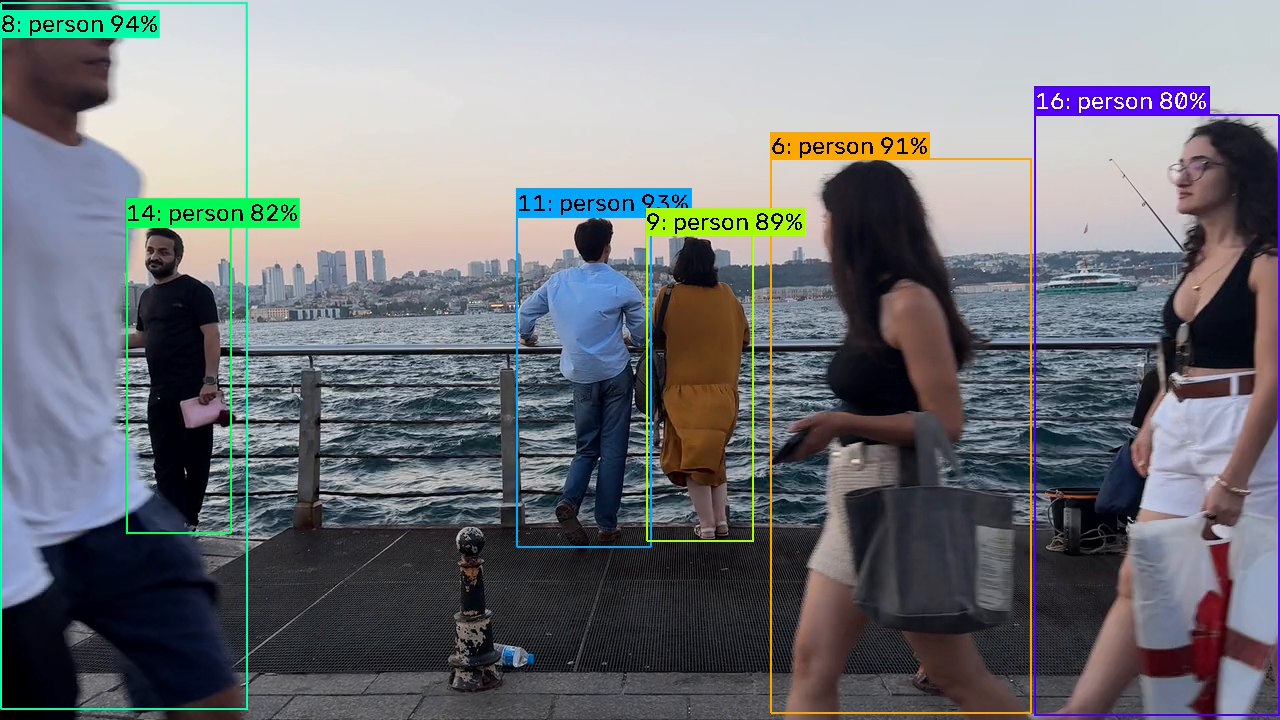 8: person 94%
16: person 80%
6: person 91%
11: person 93%
14: person 82%
9: person 89%